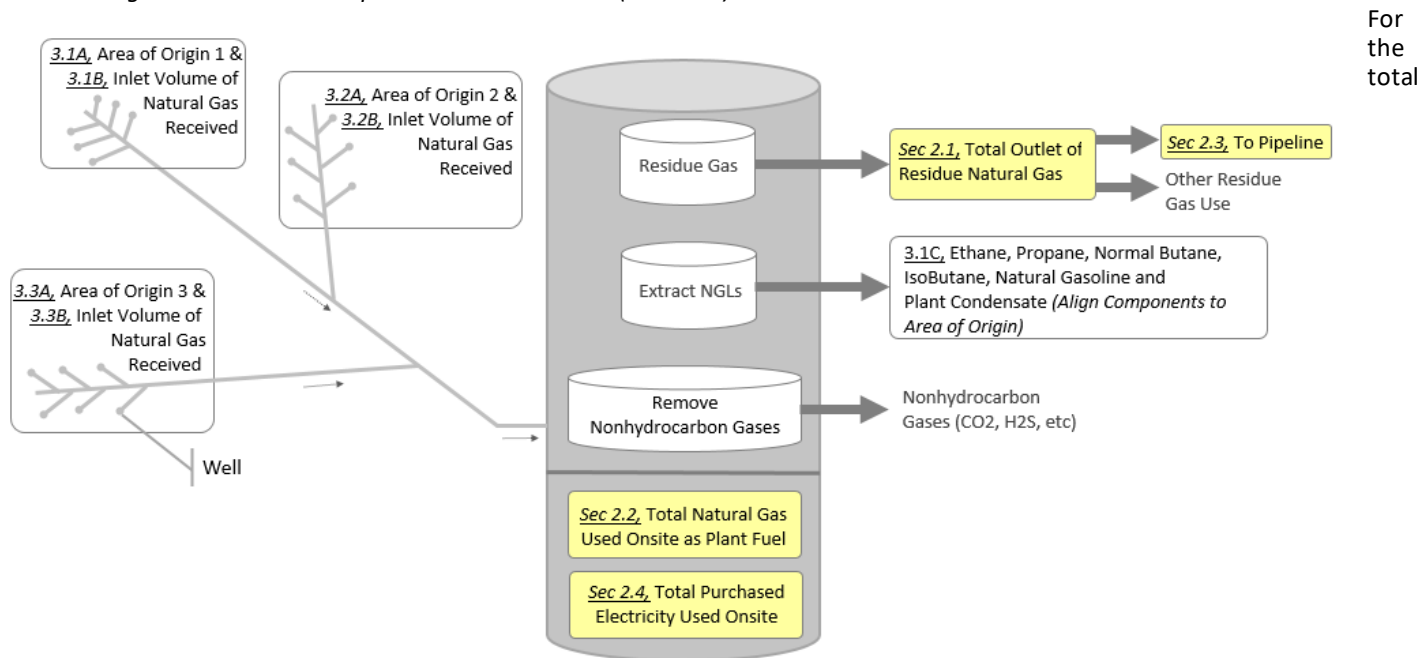 For
the
total
3.1A, Area of Origin 1 &
3.1B, Inlet Volume of
Natural Gas
Received
3.2A, Area of Origin 2 &
3.2B, Inlet Volume of
Natural Gas
Received
3.3A, Area of Origin 3 &
3.3B, Inlet Volume of
Natural Gas
Received
Well
Residue Gas
Sec 2.1, Total Outlet of
Residue Natural Gas
Sec 2.3, To Pipeline
Other Residue
Gas Use
Extract NGLs
3.1C, Ethane, Propane, Normal Butane,
IsoButane, Natural Gasoline and
Plant Condensate (Align Components to
Area of Origin)
Remove
Nonhydrocarbon Gases
Nonhydrocarbon
Gases (CO2, H2S, etc)
Sec 2.2, Total Natural Gas
Used Onsite as Plant Fuel
Sec 2.4, Total Purchased
Electricity Used Onsite